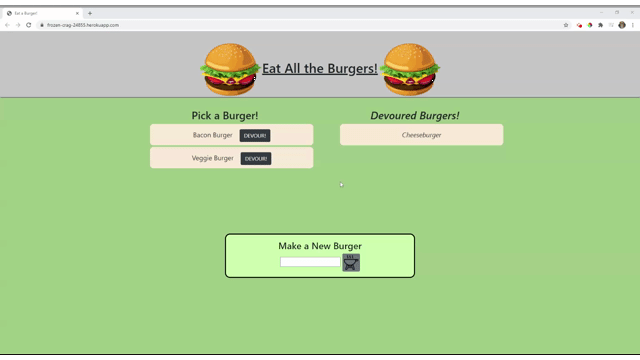 Eat a Burger!
frozen-crag-24850.herokuapp.com
Eat All the Burgers!
Pick a Burger!
Bacon Burger DEVOUR!
Veggie Burger DEVOUR!
Devoured Burgers!
Cheeseburger
Make a New Burger